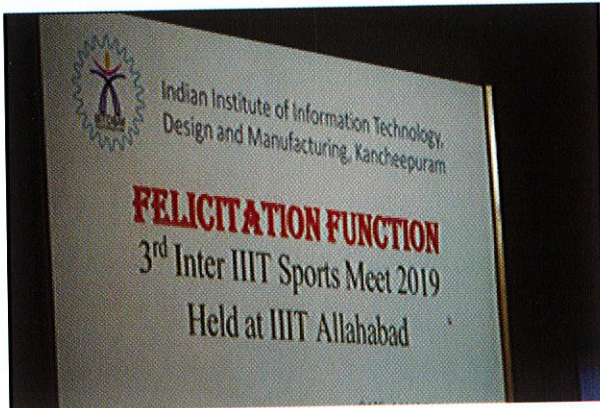 Indian Institute of Information Technology,
Design and Manufacturing, Kancheepuram
FELICITATION FUNCTION
3rd Inter IIIT Sports Meet 2019
Held at IIIT Allahabad